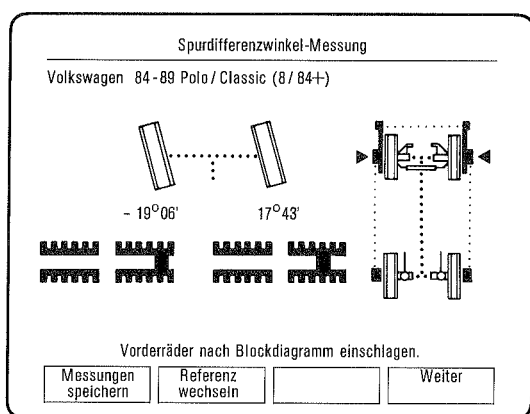 Spurdifferenzwinkel-Messung
Volkswagen 84-89 Polo / Classic (8 / 84+)
- 19°06' 17°43'
Vorderräder nach Blockdiagramm einschlagen.
Messungen speichern
Referenz wechseln
Weiter